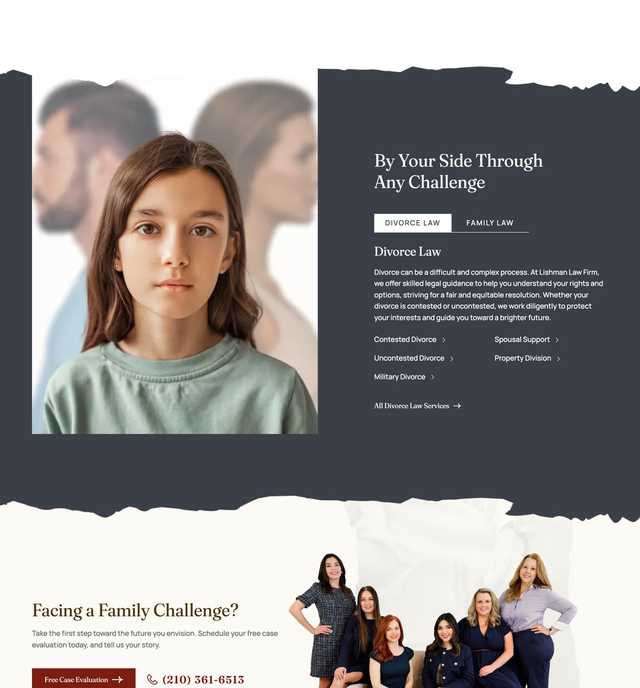 By Your Side Through
Any Challenge
DIVORCE LAW
FAMILY LAW
Divorce Law
Divorce can be a difficult and complex process. At Lishman Law Firm,
we offer skilled legal guidance to help you understand your rights and
options, striving for a fair and equitable resolution. Whether your
divorce is contested or uncontested, we work diligently to protect
your interests and guide you toward a brighter future.
Contested Divorce
Spousal Support
Uncontested Divorce
Property Division
Military Divorce
All Divorce Law Services
Facing a Family Challenge?
Take the first step toward the future you envision. Schedule your free case
evaluation today, and tell us your story.
Free Case Evaluation
(210) 361-6513